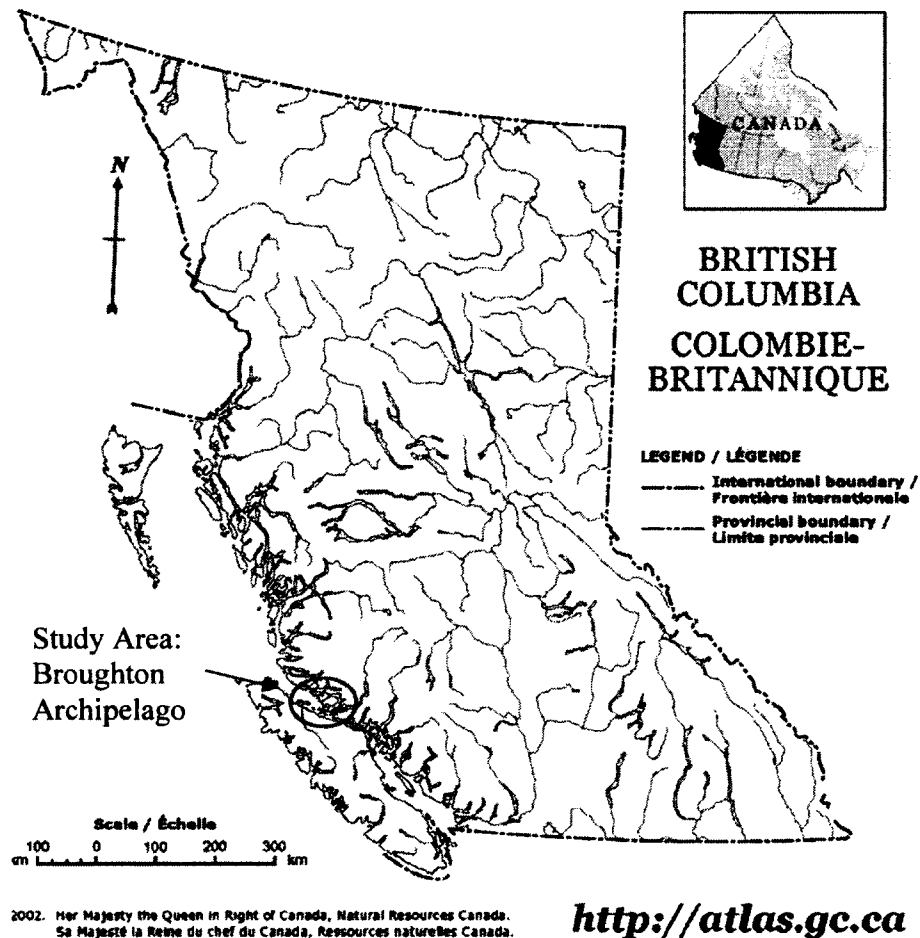 N
CANADA
BRITISH
COLUMBIA
COLOMBIE-
BRITANNIQUE
LEGEND / LÉGENDE
International boundary /
Frontière internationale
Provincial boundary /
Limite provinciale
Study Area:
Broughton
Archipelago
Scale / Échelle
km 100 0 100 200 300 km
2002. Her Majesty the Queen in Right of Canada, Natural Resources Canada.
Sa Majesté la Reine du chef du Canada, Ressources naturelles Canada.
http://atlas.gc.ca